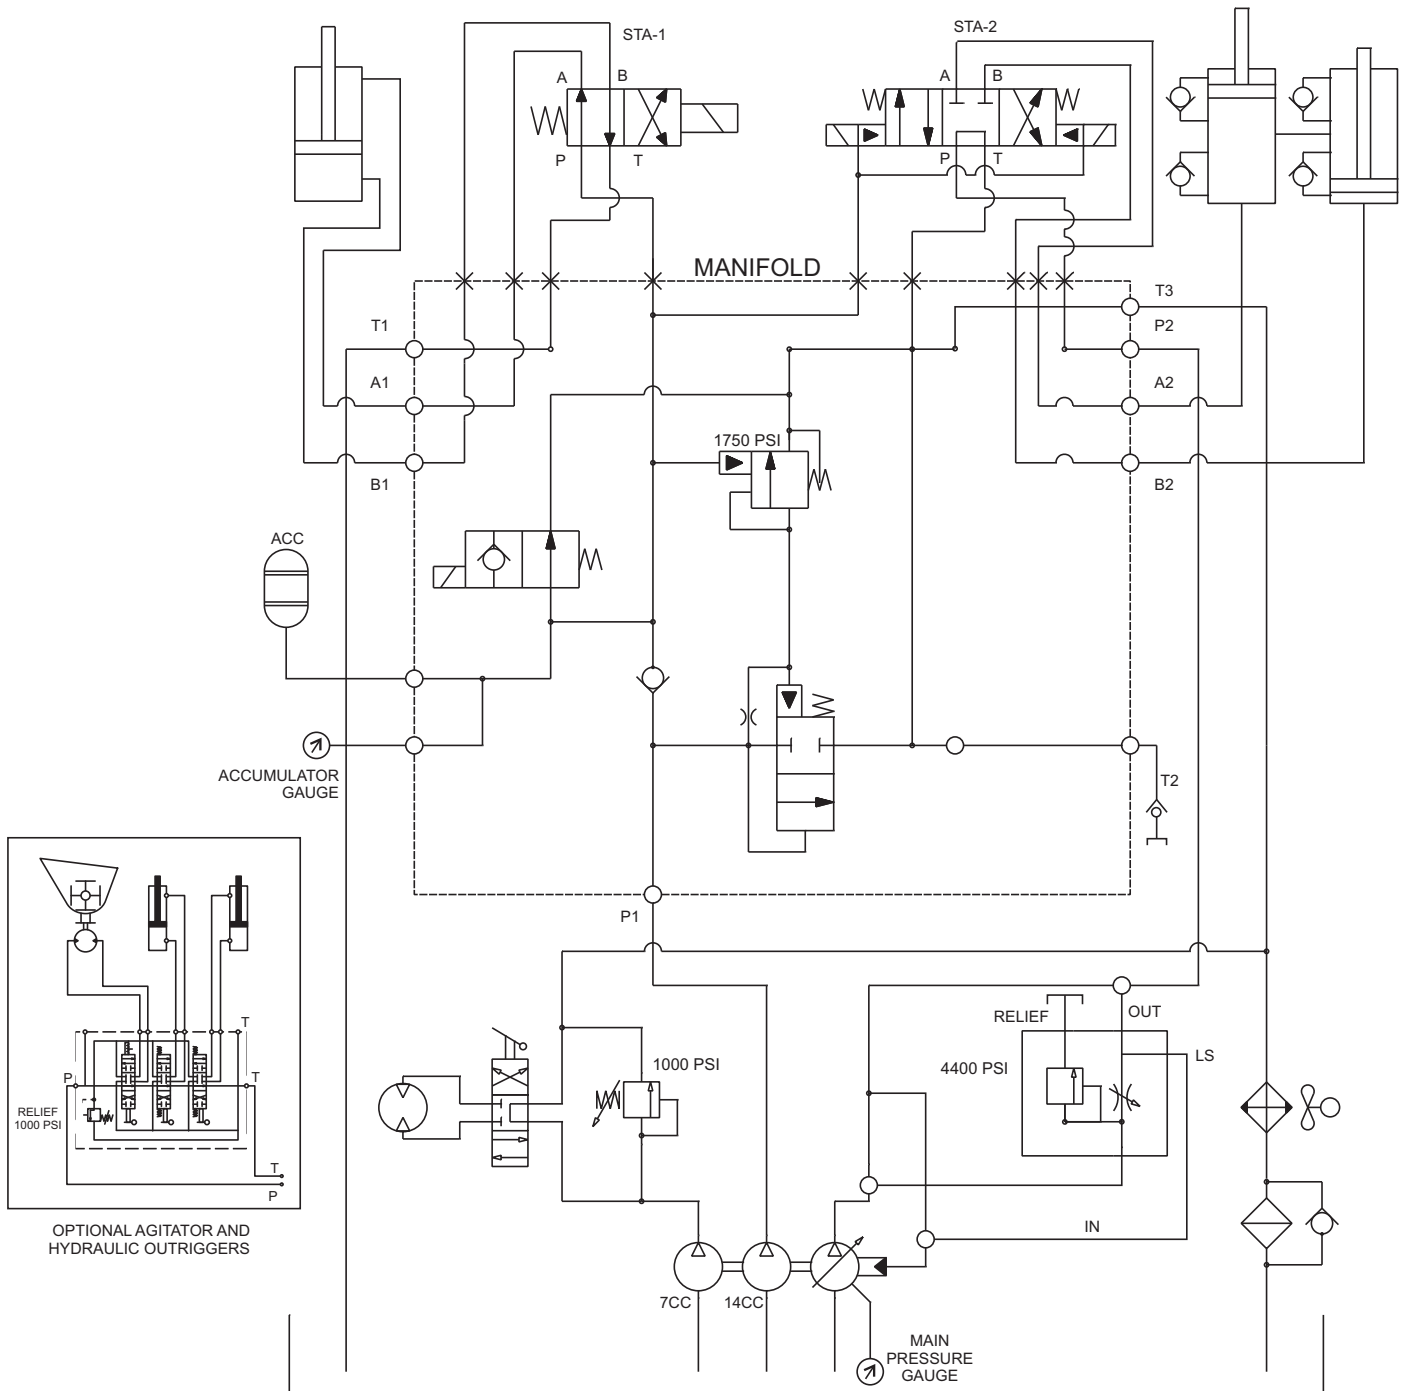 STA-1
STA-2
A
B
A
B
P
T
P
T
MANIFOLD
T3
T1
P2
A1
A2
1750 PSI
B1
B2
ACC
ACCUMULATOR
GAUGE
T2
P1
OUT
RELIEF
LS
1000 PSI
4400 PSI
T
P
T
RELIEF
1000 PSI
T
P
OPTIONAL AGITATOR AND
HYDRAULIC OUTRIGGERS
IN
7CC
14CC
MAIN
PRESSURE
GAUGE